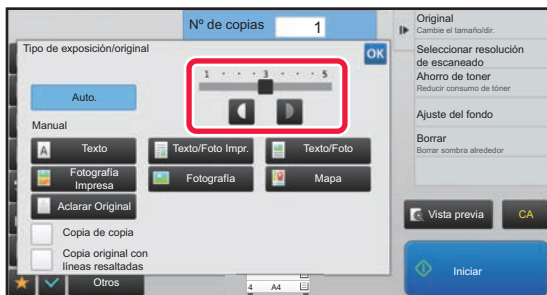 Nº de copias
1
Tipo de exposición/original
OK
1 · · 3 · · 5
Auto.
Manual
A
Texto
Texto/Foto Impr.
Texto/Foto
Fotografía
Impresa
Fotografía
Mapa
Aclarar Original
Copia de copia
Copia original con
líneas resaltadas
Otros
4 A4
Original
Cambie el tamaño/dir.
Seleccionar resolución
de escaneado
Ahorro de toner
Reducir consumo de tóner
Ajuste del fondo
Borrar
Borrar sombra alrededor
Vista previa
CA
Iniciar